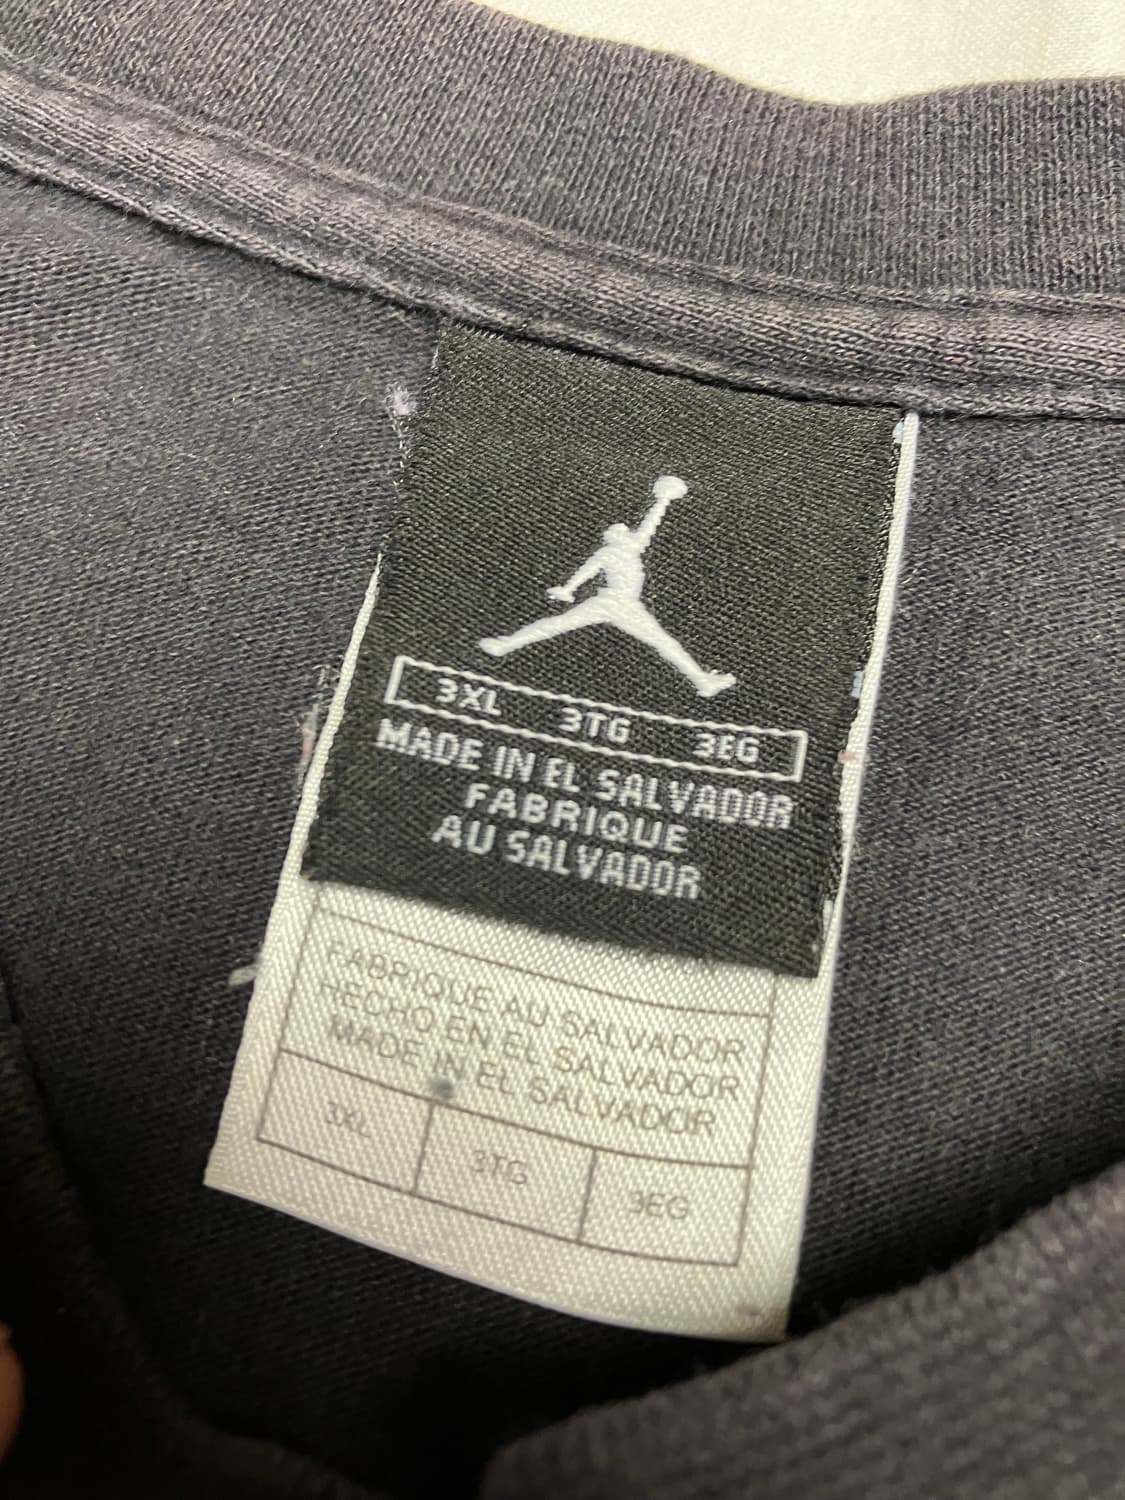 3XL 3TG 3EG
MADE IN EL SALVADOR
FABRIQUE
AU SALVADOR
FABRIQUE AU SALVADOR
HECHO EN EL SALVADOR
MADE IN EL SALVADOR
3XL 3TG 3EG